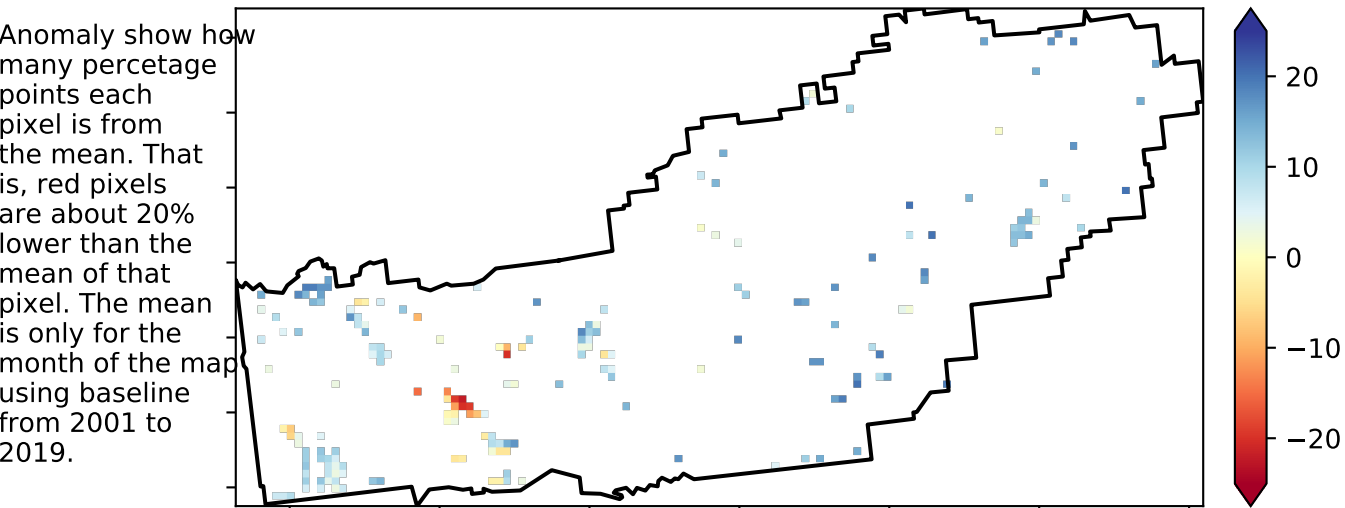 Anomaly show how
many percetage
points each
pixel is from
the mean. That
is, red pixels
are about 20%
lower than the
mean of that
pixel. The mean
is only for the
month of the map
using baseline
from 2001 to
2019.
20
10
0
−10
−20